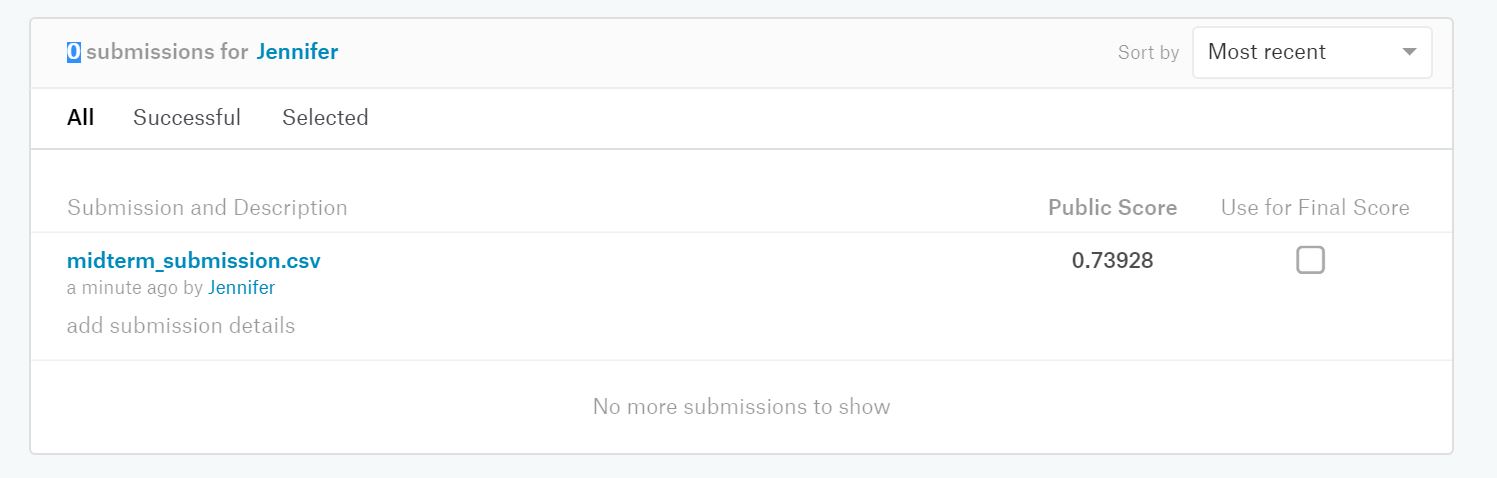 0 submissions for Jennifer
Sort by Most recent
All Successful Selected
Submission and Description Public Score Use for Final Score
midterm_submission.csv 0.73928
a minute ago by Jennifer
add submission details
No more submissions to show